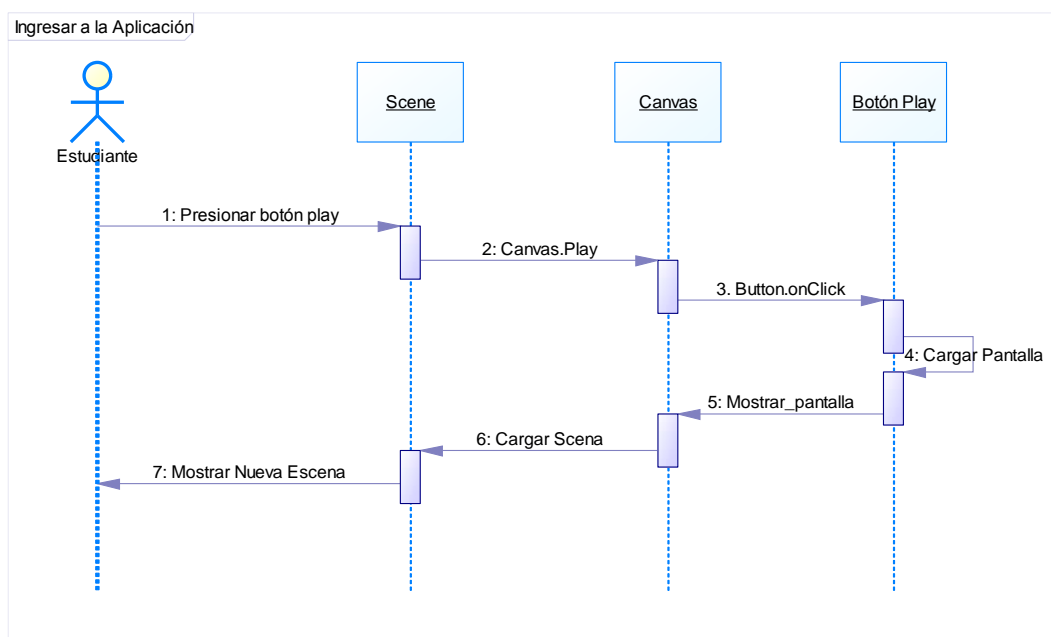 Ingresar a la Aplicación
Estudiante
Scene
Canvas
Botón Play
1: Presionar botón play
2: Canvas.Play
3. Button.onClick
4: Cargar Pantalla
5: Mostrar_pantalla
6: Cargar Scena
7: Mostrar Nueva Escena